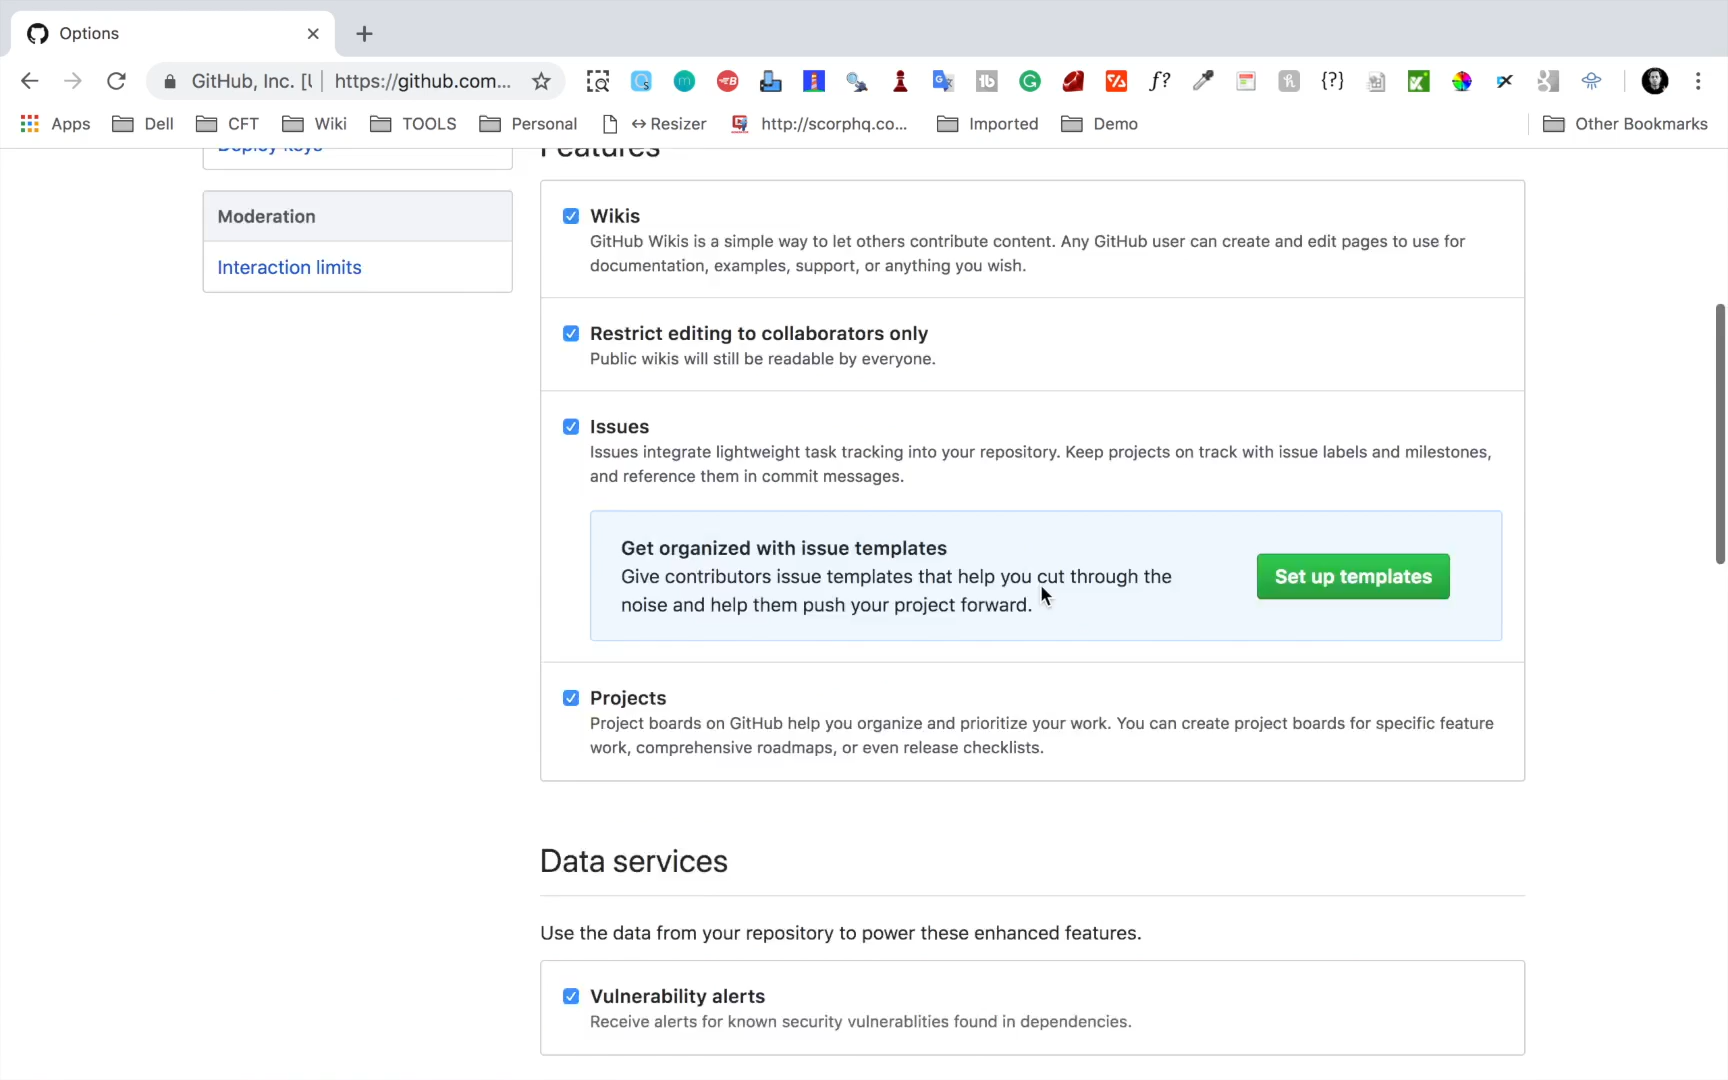 Options
GitHub, Inc. [U https://github.com...
Apps Dell CFT Wiki TOOLS Personal ↔ Resizer http://scorphq.co... Imported Demo Other Bookmarks
Deploy keys
Features
Moderation
Interaction limits
Wikis
GitHub Wikis is a simple way to let others contribute content. Any GitHub user can create and edit pages to use for
documentation, examples, support, or anything you wish.
Restrict editing to collaborators only
Public wikis will still be readable by everyone.
Issues
Issues integrate lightweight task tracking into your repository. Keep projects on track with issue labels and milestones,
and reference them in commit messages.
Get organized with issue templates
Give contributors issue templates that help you cut through the
noise and help them push your project forward.
Set up templates
Projects
Project boards on GitHub help you organize and prioritize your work. You can create project boards for specific feature
work, comprehensive roadmaps, or even release checklists.
Data services
Use the data from your repository to power these enhanced features.
Vulnerability alerts
Receive alerts for known security vulnerablities found in dependencies.